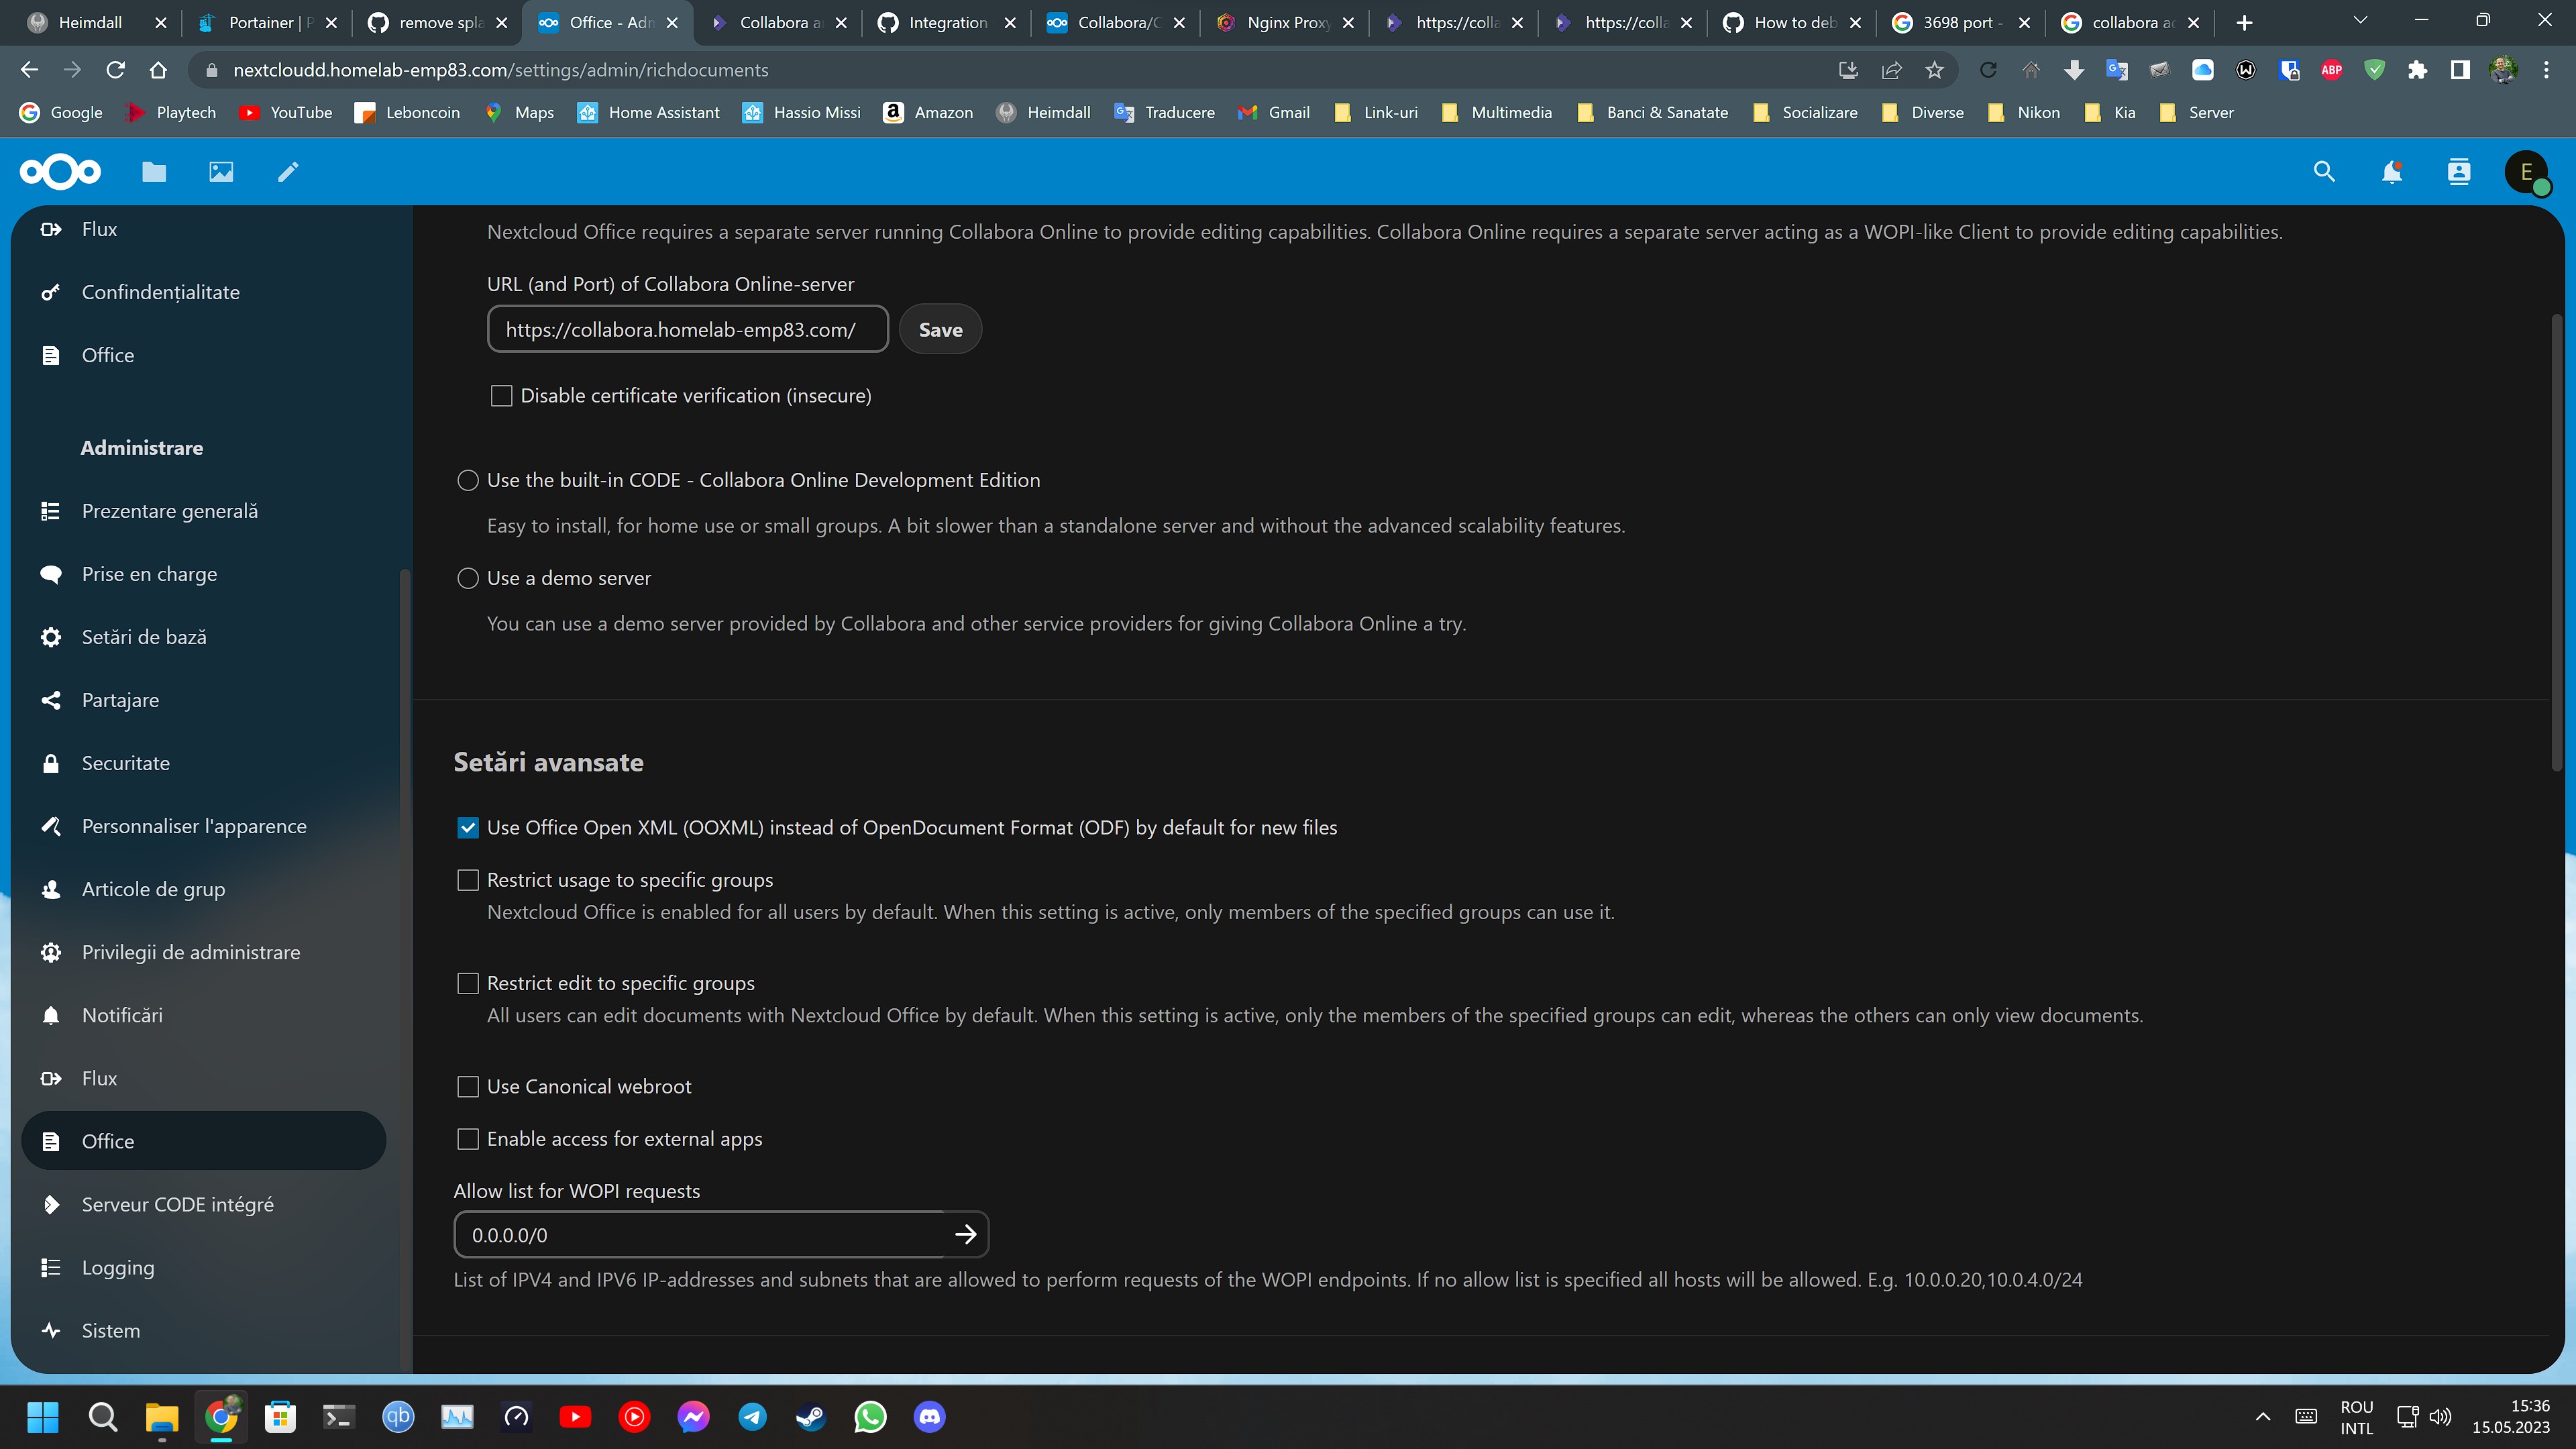 Heimdall
Portainer | P
remove spla
Office - Adm
Collabora a
Integration
Collabora/C
Nginx Proxy
https://colla
https://colla
How to deb
3698 port -
collabora ac
nextcloudd.homelab-emp83.com/settings/admin/richdocuments
ABP
Google
Playtech
YouTube
Leboncoin
Maps
Home Assistant
Hassio Missi
Amazon
Heimdall
Traducere
Gmail
Link-uri
Multimedia
Banci & Sanatate
Socializare
Diverse
Nikon
Kia
Server
E
Flux
Confindențialitate
Office
Administrare
Prezentare generală
Prise en charge
Setări de bază
Partajare
Securitate
Personnaliser l'apparence
Articole de grup
Privilegii de administrare
Notificări
Flux
Office
Serveur CODE intégré
Logging
Sistem
Nextcloud Office requires a separate server running Collabora Online to provide editing capabilities. Collabora Online requires a separate server acting as a WOPI-like Client to provide editing capabilities.
URL (and Port) of Collabora Online-server
https://collabora.homelab-emp83.com/
Save
Disable certificate verification (insecure)
Use the built-in CODE - Collabora Online Development Edition
Easy to install, for home use or small groups. A bit slower than a standalone server and without the advanced scalability features.
Use a demo server
You can use a demo server provided by Collabora and other service providers for giving Collabora Online a try.
Setări avansate
Use Office Open XML (OOXML) instead of OpenDocument Format (ODF) by default for new files
Restrict usage to specific groups
Nextcloud Office is enabled for all users by default. When this setting is active, only members of the specified groups can use it.
Restrict edit to specific groups
All users can edit documents with Nextcloud Office by default. When this setting is active, only the members of the specified groups can edit, whereas the others can only view documents.
Use Canonical webroot
Enable access for external apps
Allow list for WOPI requests
0.0.0.0/0
List of IPV4 and IPV6 IP-addresses and subnets that are allowed to perform requests of the WOPI endpoints. If no allow list is specified all hosts will be allowed. E.g. 10.0.0.20,10.0.4.0/24
qb
ROU
INTL
15:36
15.05.2023